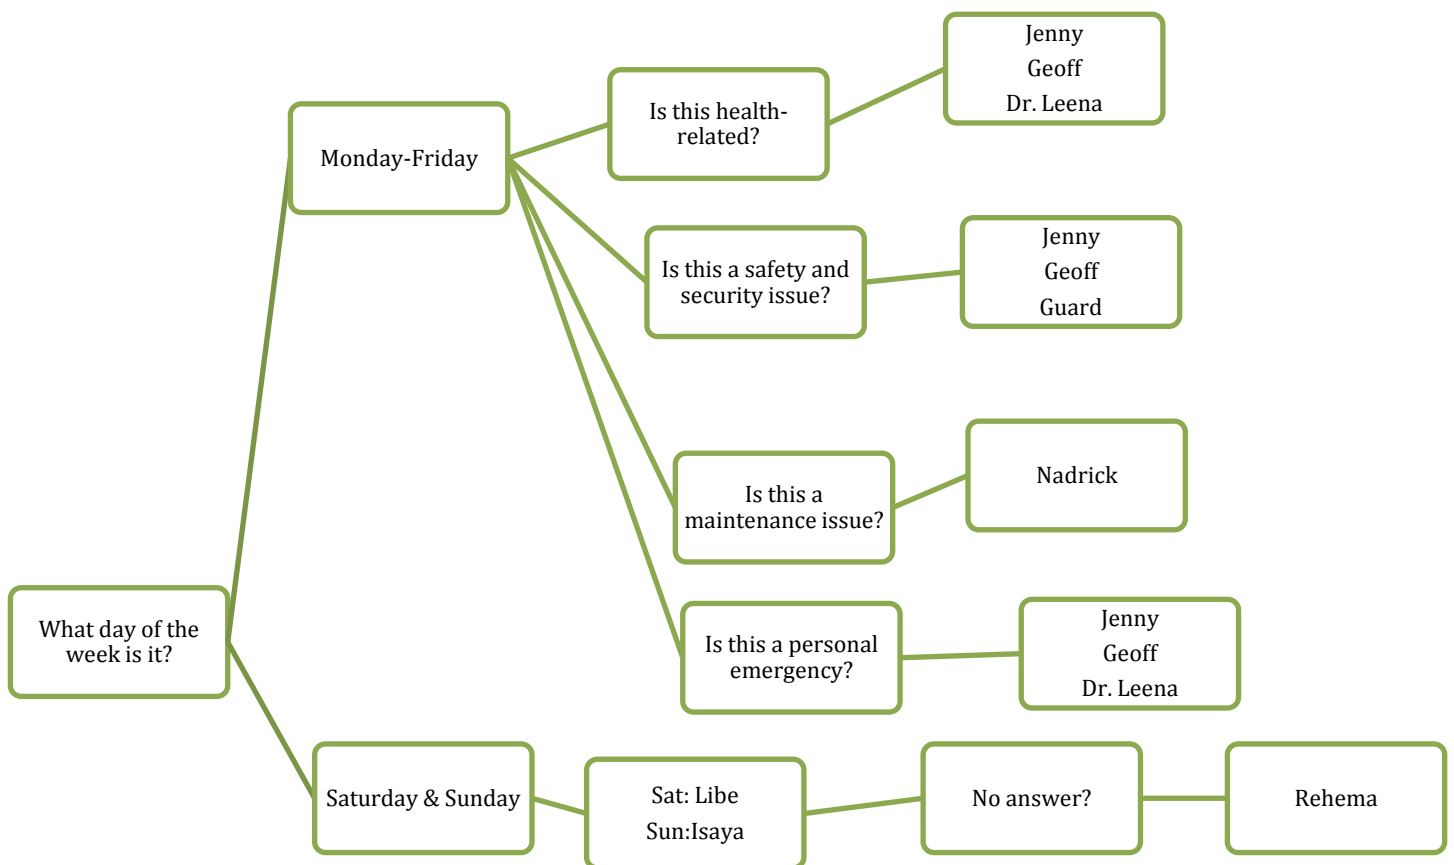 What day of the
week is it?
Monday-Friday
Is this health-
related?
Jenny
Geoff
Dr. Leena
Is this a safety and
security issue?
Jenny
Geoff
Guard
Is this a
maintenance issue?
Nadrick
Is this a personal
emergency?
Jenny
Geoff
Dr. Leena
Saturday & Sunday
Sat: Libe
Sun:Isaya
No answer?
Rehema